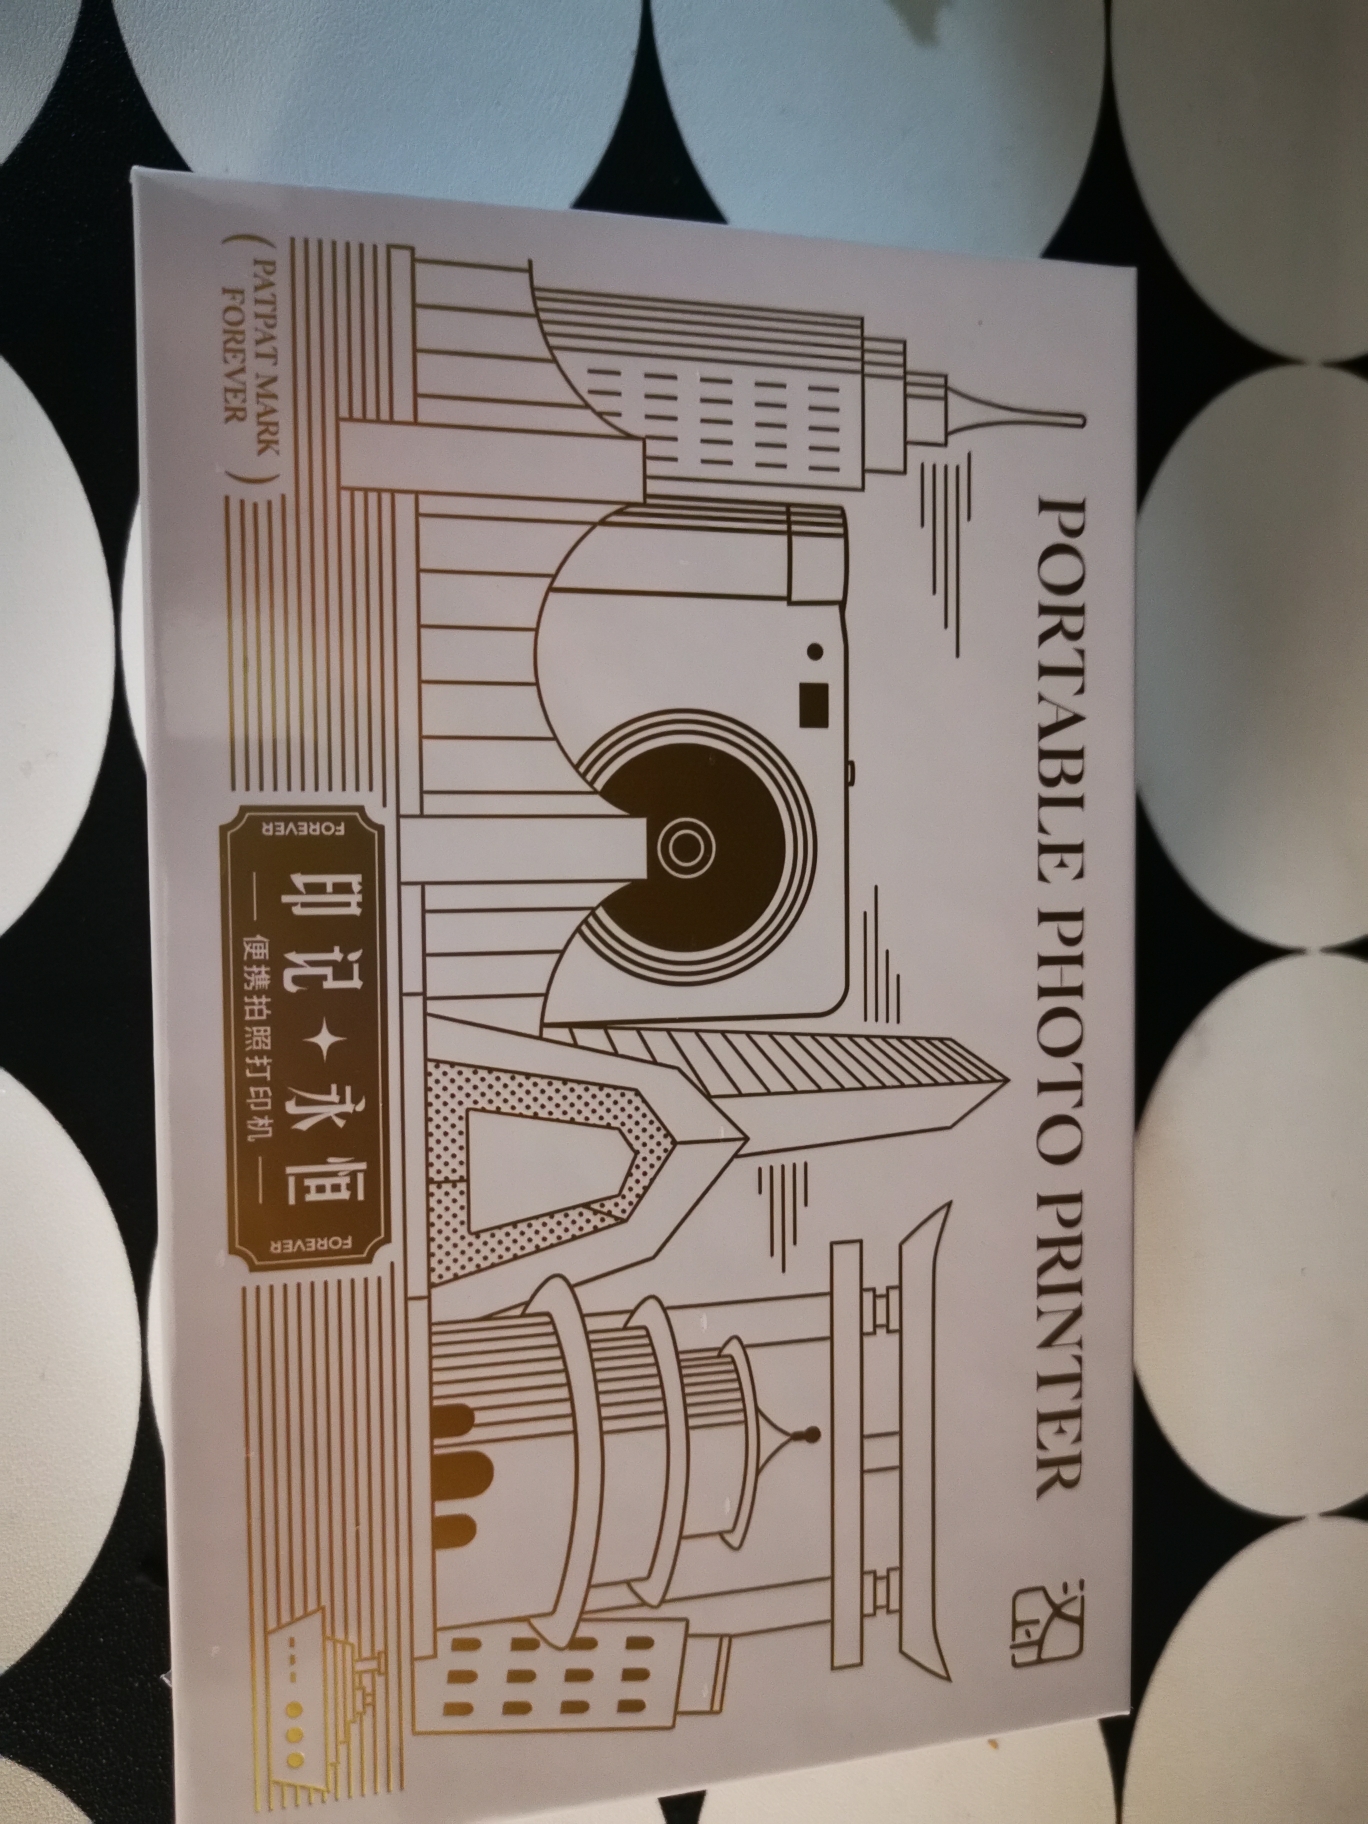 PORTABLE PHOTO PRINTER
( PATPAT MARK
FOREVER )
FOREVER
印记✦永恒
— 便携拍照打印机 —
FOREVER